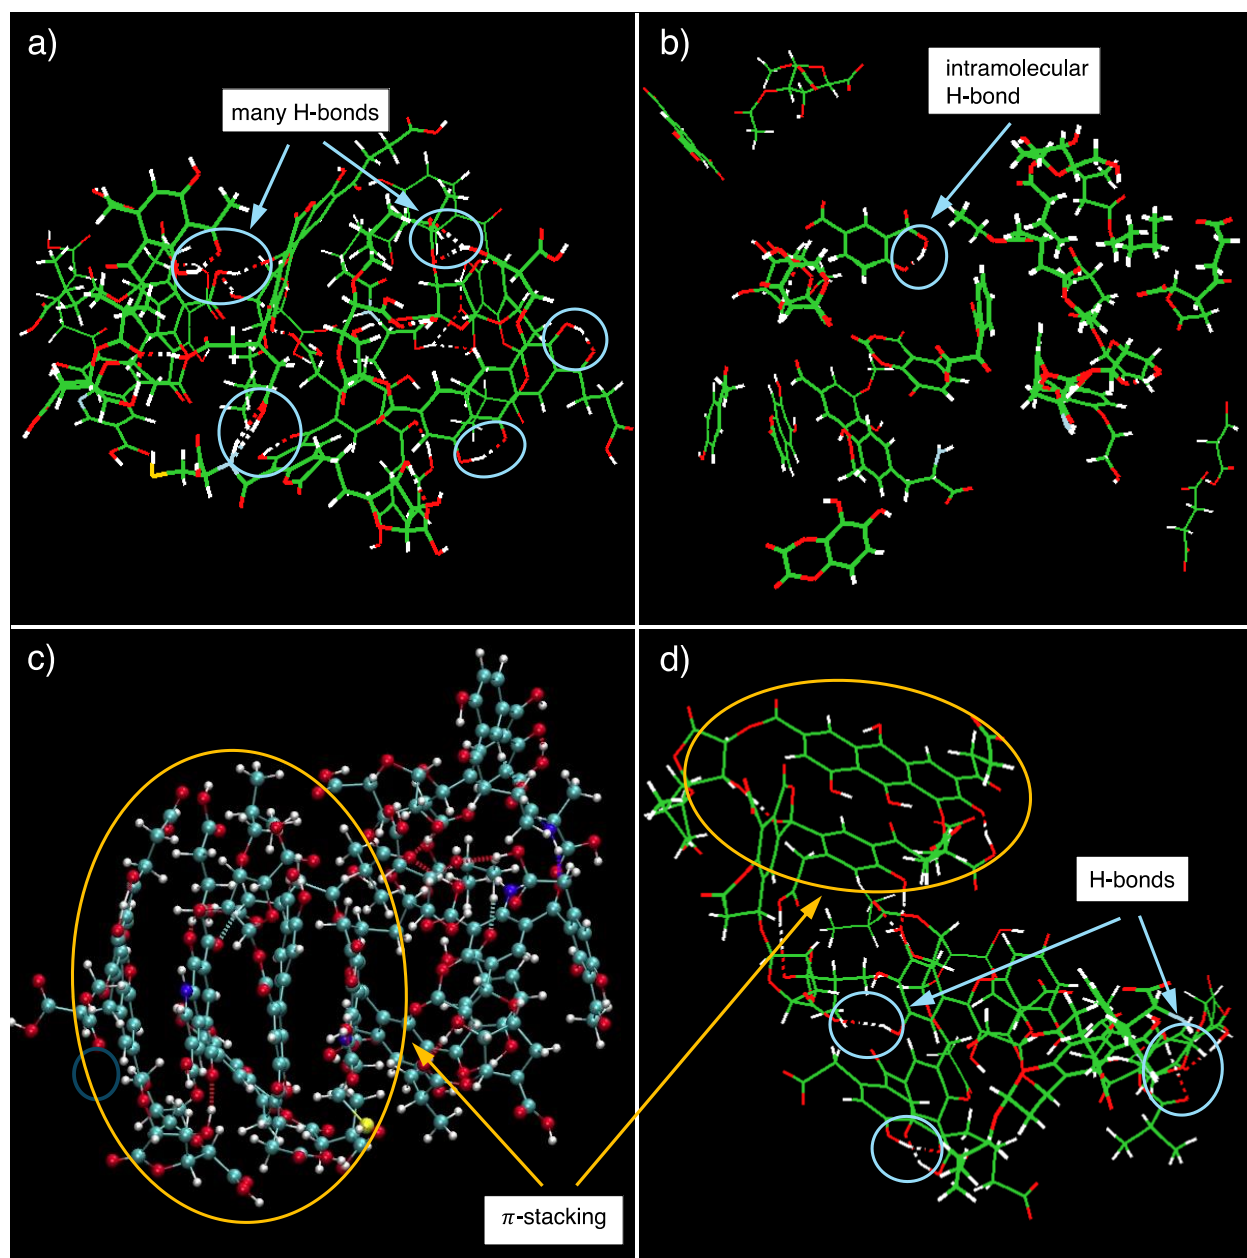 a)
many H-bonds
b)
intramolecular
H-bond
c)
π-stacking
d)
H-bonds